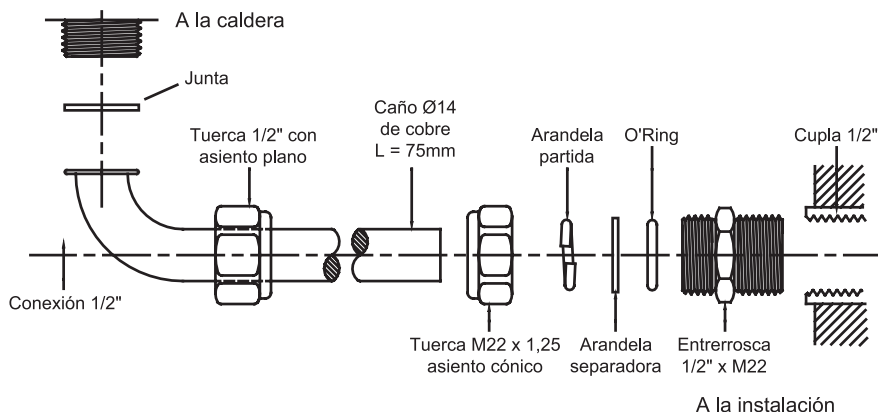 A la caldera
Junta
Tuerca 1/2" con
asiento plano
Caño Ø14
de cobre
L = 75mm
Arandela
partida
O'Ring
Cupla 1/2"
Conexión 1/2"
Tuerca M22 x 1,25
asiento cónico
Arandela
separadora
Entrerrosca
1/2" x M22
A la instalación